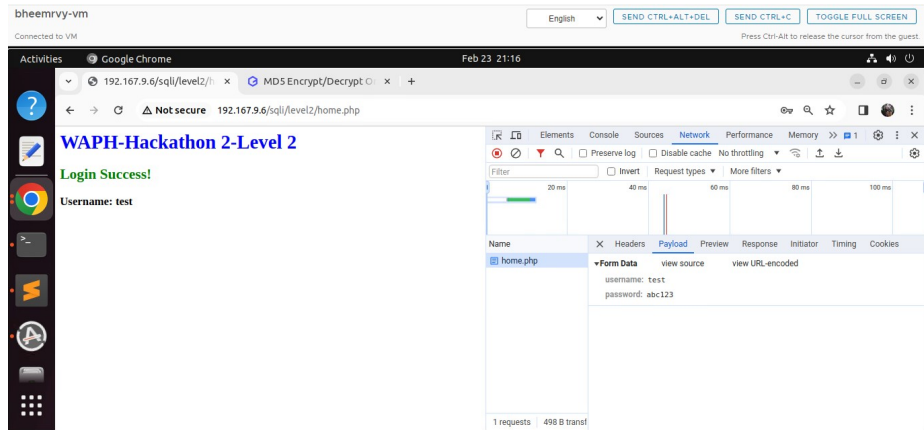 bheemrvy-vm
English
SEND CTRL+ALT+DEL
SEND CTRL+C
TOGGLE FULL SCREEN
Connected to VM
Press Ctrl-Alt to release the cursor from the guest.
Activities
Google Chrome
Feb 23 21:16
192.167.9.6/sqli/level2/h
MD5 Encrypt/Decrypt O
Not secure
192.167.9.6/sqli/level2/home.php
WAPH-Hackathon 2-Level 2
Login Success!
Username: test
Elements
Console
Sources
Network
Performance
Memory
1
Preserve log
Disable cache
No throttling
Filter
Invert
Request types
More filters
20 ms
40 ms
60 ms
80 ms
100 ms
Name
Headers
Payload
Preview
Response
Initiator
Timing
Cookies
home.php
Form Data
view source
view URL-encoded
username: test
password: abc123
1 requests
498 B transf